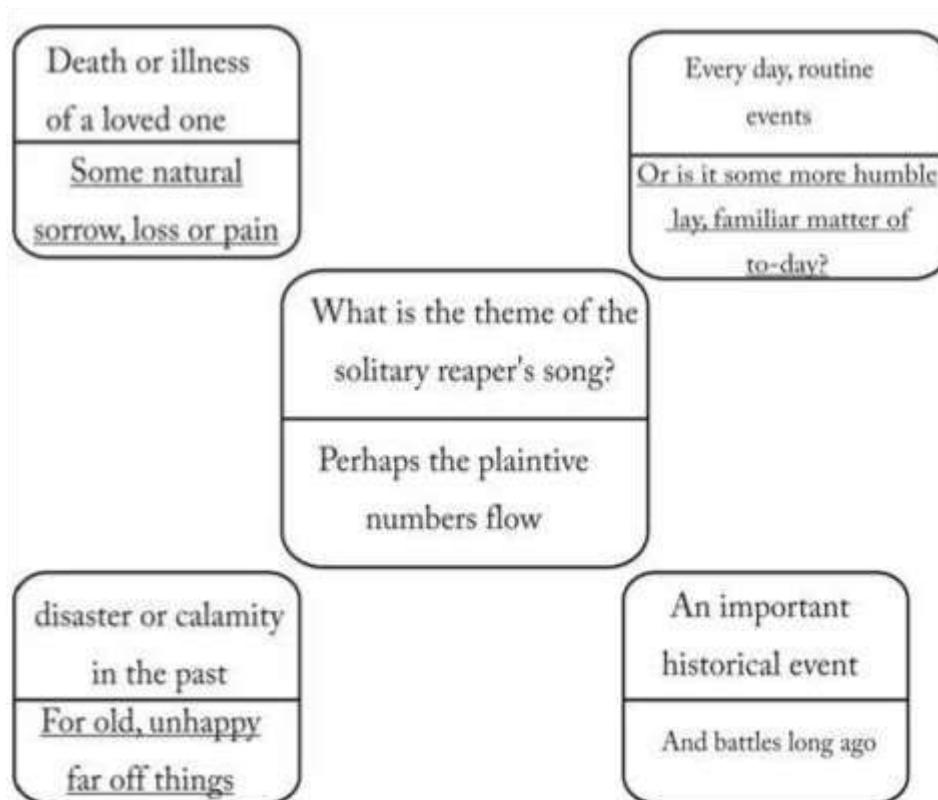 Death or illness
of a loved one
Some natural
sorrow, loss or pain
Every day, routine
events
Or is it some more humble
lay, familiar matter of
to-day?
What is the theme of the
solitary reaper's song?
Perhaps the plaintive
numbers flow
disaster or calamity
in the past
For old, unhappy
far off things
An important
historical event
And battles long ago